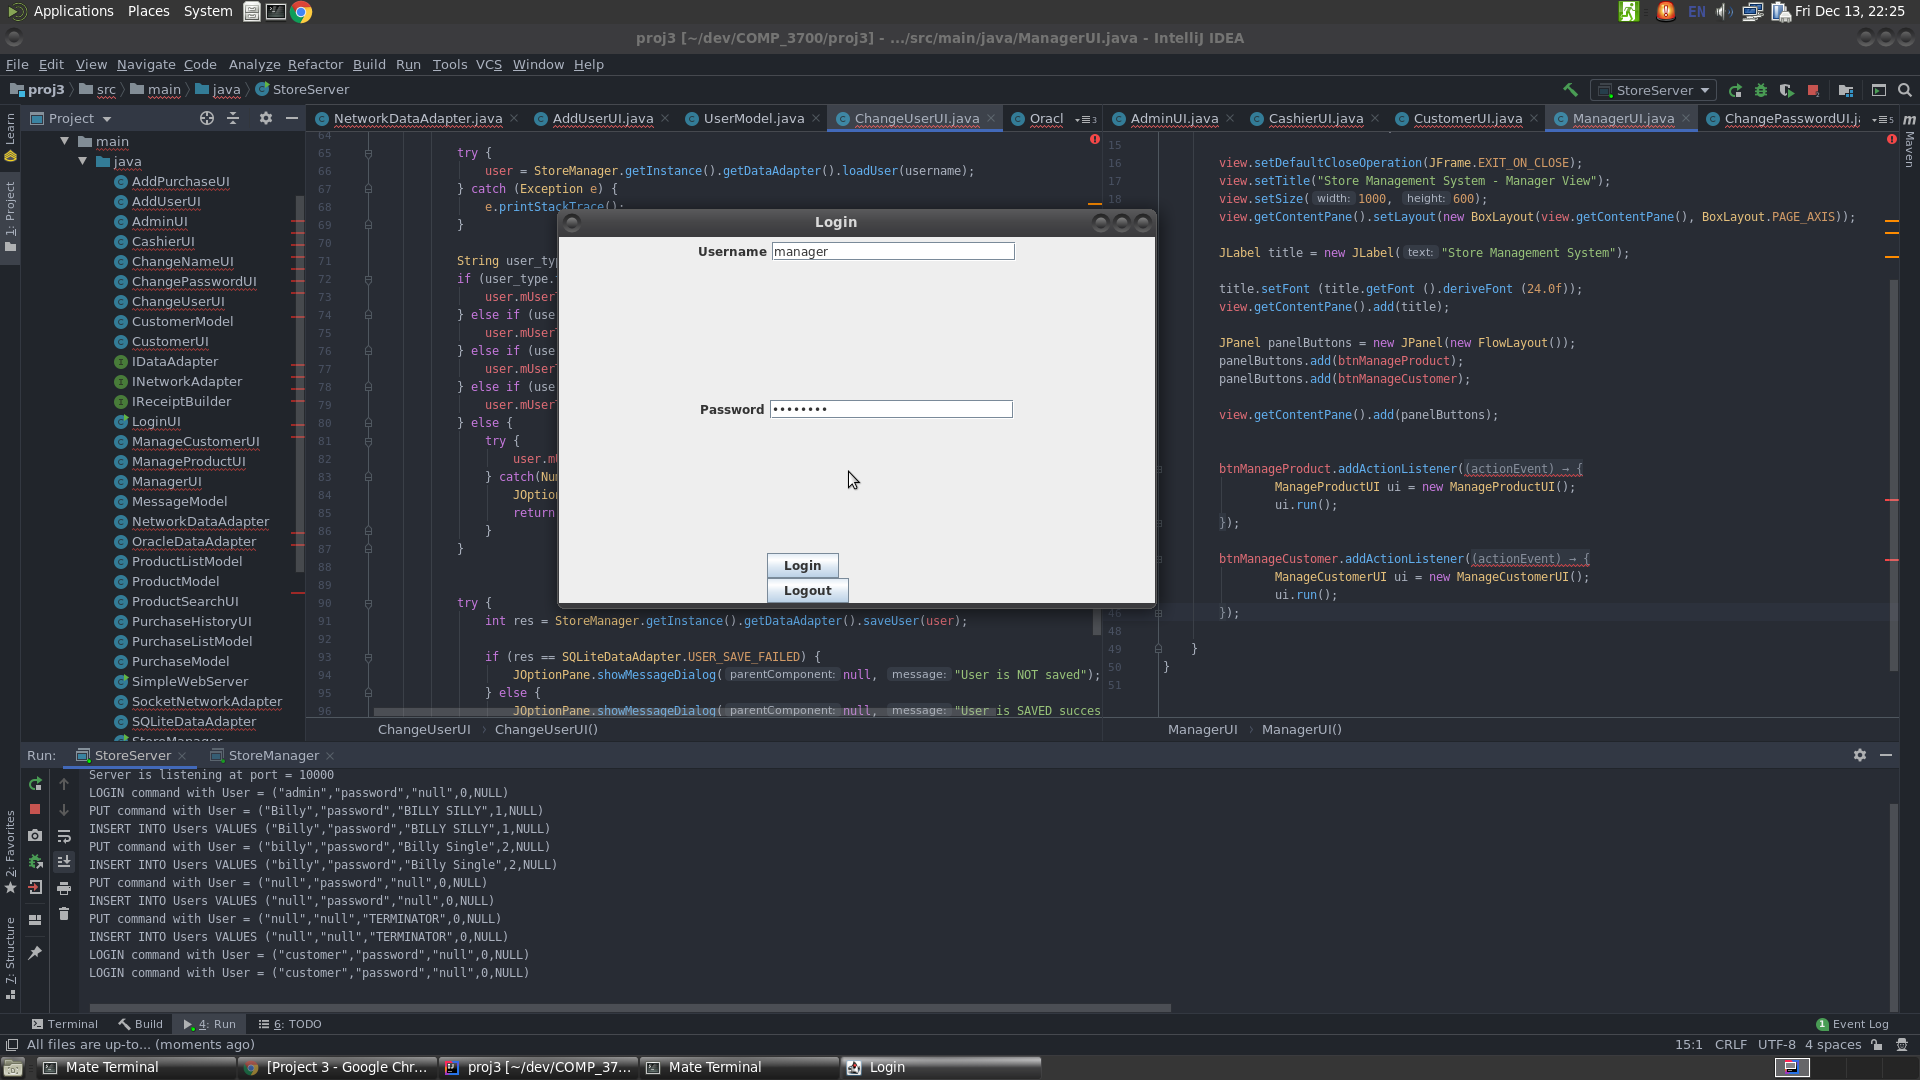 Applications Places System
EN Fri Dec 13, 22:25
proj3 [~/dev/COMP_3700/proj3] - .../src/main/java/ManagerUI.java - IntelliJ IDEA
File Edit View Navigate Code Analyze Refactor Build Run Tools VCS Window Help
proj3 src main java StoreServer
StoreServer
Learn
1: Project
2: Favorites
7: Structure
Maven
Project
NetworkDataAdapter.java AddUserUI.java UserModel.java ChangeUserUI.java Oracl
AdminUI.java CashierUI.java CustomerUI.java ManagerUI.java ChangePasswordUI.j
main
java
AddPurchaseUI
AddUserUI
AdminUI
CashierUI
ChangeNameUI
ChangePasswordUI
ChangeUserUI
CustomerModel
CustomerUI
IDataAdapter
INetworkAdapter
IReceiptBuilder
LoginUI
ManageCustomerUI
ManageProductUI
ManagerUI
MessageModel
NetworkDataAdapter
OracleDataAdapter
ProductListModel
ProductModel
ProductSearchUI
PurchaseHistoryUI
PurchaseListModel
PurchaseModel
SimpleWebServer
SocketNetworkAdapter
SQLiteDataAdapter
StoreManager
64
65 try {
66 user = StoreManager.getInstance().getDataAdapter().loadUser(username);
67 } catch (Exception e) {
68 e.printStackTrace();
69 }
70
71 String user_typ
72 if (user_type.
73 user.mUserT
74 } else if (use
75 user.mUserT
76 } else if (use
77 user.mUserT
78 } else if (use
79 user.mUserT
80 } else {
81 try {
82 user.mU
83 } catch(Num
84 JOption
85 return
86 }
87 }
88
89
90 try {
91 int res = StoreManager.getInstance().getDataAdapter().saveUser(user);
92
93 if (res == SQLiteDataAdapter.USER_SAVE_FAILED) {
94 JOptionPane.showMessageDialog( parentComponent: null, message: "User is NOT saved");
95 } else {
96 JOptionPane.showMessageDialog( parentComponent: null, message: "User is SAVED succes
ChangeUserUI ChangeUserUI()
Login
Username manager
Password ••••••••
Login
Logout
15
16 view.setDefaultCloseOperation(JFrame.EXIT_ON_CLOSE);
17 view.setTitle("Store Management System - Manager View");
18 view.setSize( width: 1000, height: 600);
view.getContentPane().setLayout(new BoxLayout(view.getContentPane(), BoxLayout.PAGE_AXIS));
JLabel title = new JLabel( text: "Store Management System");
title.setFont (title.getFont ().deriveFont (24.0f));
view.getContentPane().add(title);
JPanel panelButtons = new JPanel(new FlowLayout());
panelButtons.add(btnManageProduct);
panelButtons.add(btnManageCustomer);
view.getContentPane().add(panelButtons);
btnManageProduct.addActionListener((actionEvent) → {
ManageProductUI ui = new ManageProductUI();
ui.run();
});
btnManageCustomer.addActionListener((actionEvent) → {
ManageCustomerUI ui = new ManageCustomerUI();
ui.run();
46 });
48
49 }
50 }
51
ManagerUI ManagerUI()
Run: StoreServer StoreManager
Server is listening at port = 10000
LOGIN command with User = ("admin","password","null",0,NULL)
PUT command with User = ("Billy","password","BILLY SILLY",1,NULL)
INSERT INTO Users VALUES ("Billy","password","BILLY SILLY",1,NULL)
PUT command with User = ("billy","password","Billy Single",2,NULL)
INSERT INTO Users VALUES ("billy","password","Billy Single",2,NULL)
PUT command with User = ("null","password","null",0,NULL)
INSERT INTO Users VALUES ("null","password","null",0,NULL)
PUT command with User = ("null","null","TERMINATOR",0,NULL)
INSERT INTO Users VALUES ("null","null","TERMINATOR",0,NULL)
LOGIN command with User = ("customer","password","null",0,NULL)
LOGIN command with User = ("customer","password","null",0,NULL)
Terminal Build 4: Run 6: TODO
1 Event Log
All files are up-to... (moments ago)
15:1 CRLF UTF-8 4 spaces
Mate Terminal [Project 3 - Google Chr... proj3 [~/dev/COMP_37... Mate Terminal Login